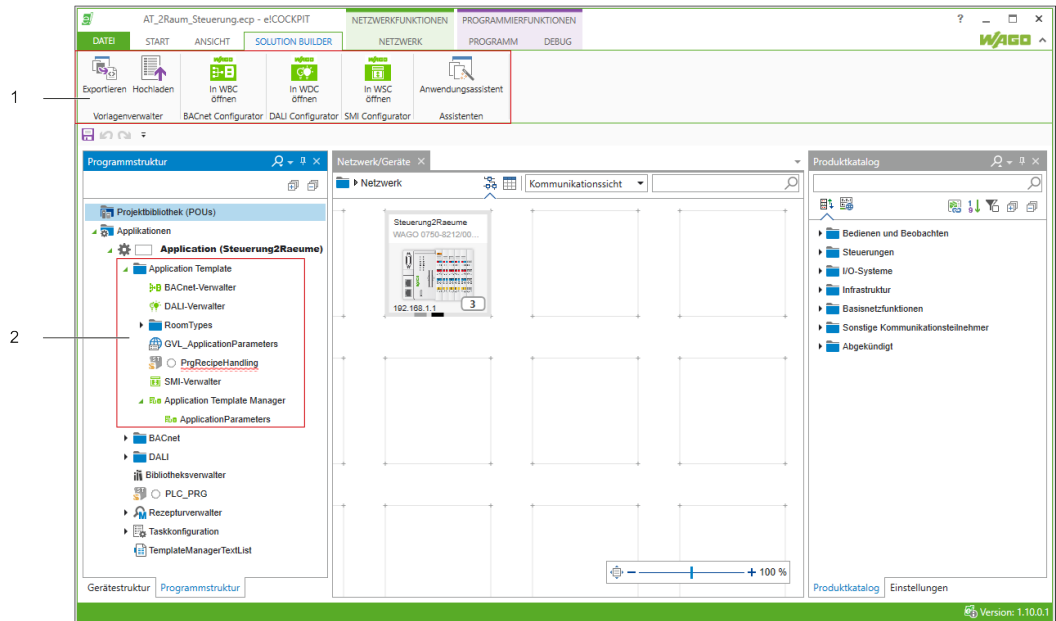 AT_2Raum_Steuerung.ecp - e!COCKPIT
NETZWERKFUNKTIONEN
PROGRAMMIERFUNKTIONEN
?
DATEI
START
ANSICHT
SOLUTION BUILDER
NETZWERK
PROGRAMM
DEBUG
WAGO
1
Exportieren
Hochladen
In WBC
öffnen
In WDC
öffnen
In WSC
öffnen
Anwendungsassistent
Vorlagenverwalter
BACnet Configurator
DALI Configurator
SMI Configurator
Assistenten
Programmstruktur
Projektbibliothek (POUs)
Applikationen
Application (Steuerung2Raeume)
Application Template
BACnet-Verwalter
DALI-Verwalter
RoomTypes
GVL_ApplicationParameters
2
PrgRecipeHandling
SMI-Verwalter
Application Template Manager
ApplicationParameters
BACnet
DALI
Bibliotheksverwalter
PLC_PRG
Rezepturverwalter
Taskkonfiguration
TemplateManagerTextList
Gerätestruktur
Programmstruktur
Netzwerk/Geräte
Netzwerk
Kommunikationssicht
Steuerung2Raeume
WAGO 0750-8212/00...
192.168.1.1
3
100 %
Produktkatalog
Bedienen und Beobachten
Steuerungen
I/O-Systeme
Infrastruktur
Basisnetzfunktionen
Sonstige Kommunikationsteilnehmer
Abgekündigt
Produktkatalog
Einstellungen
Version: 1.10.0.1